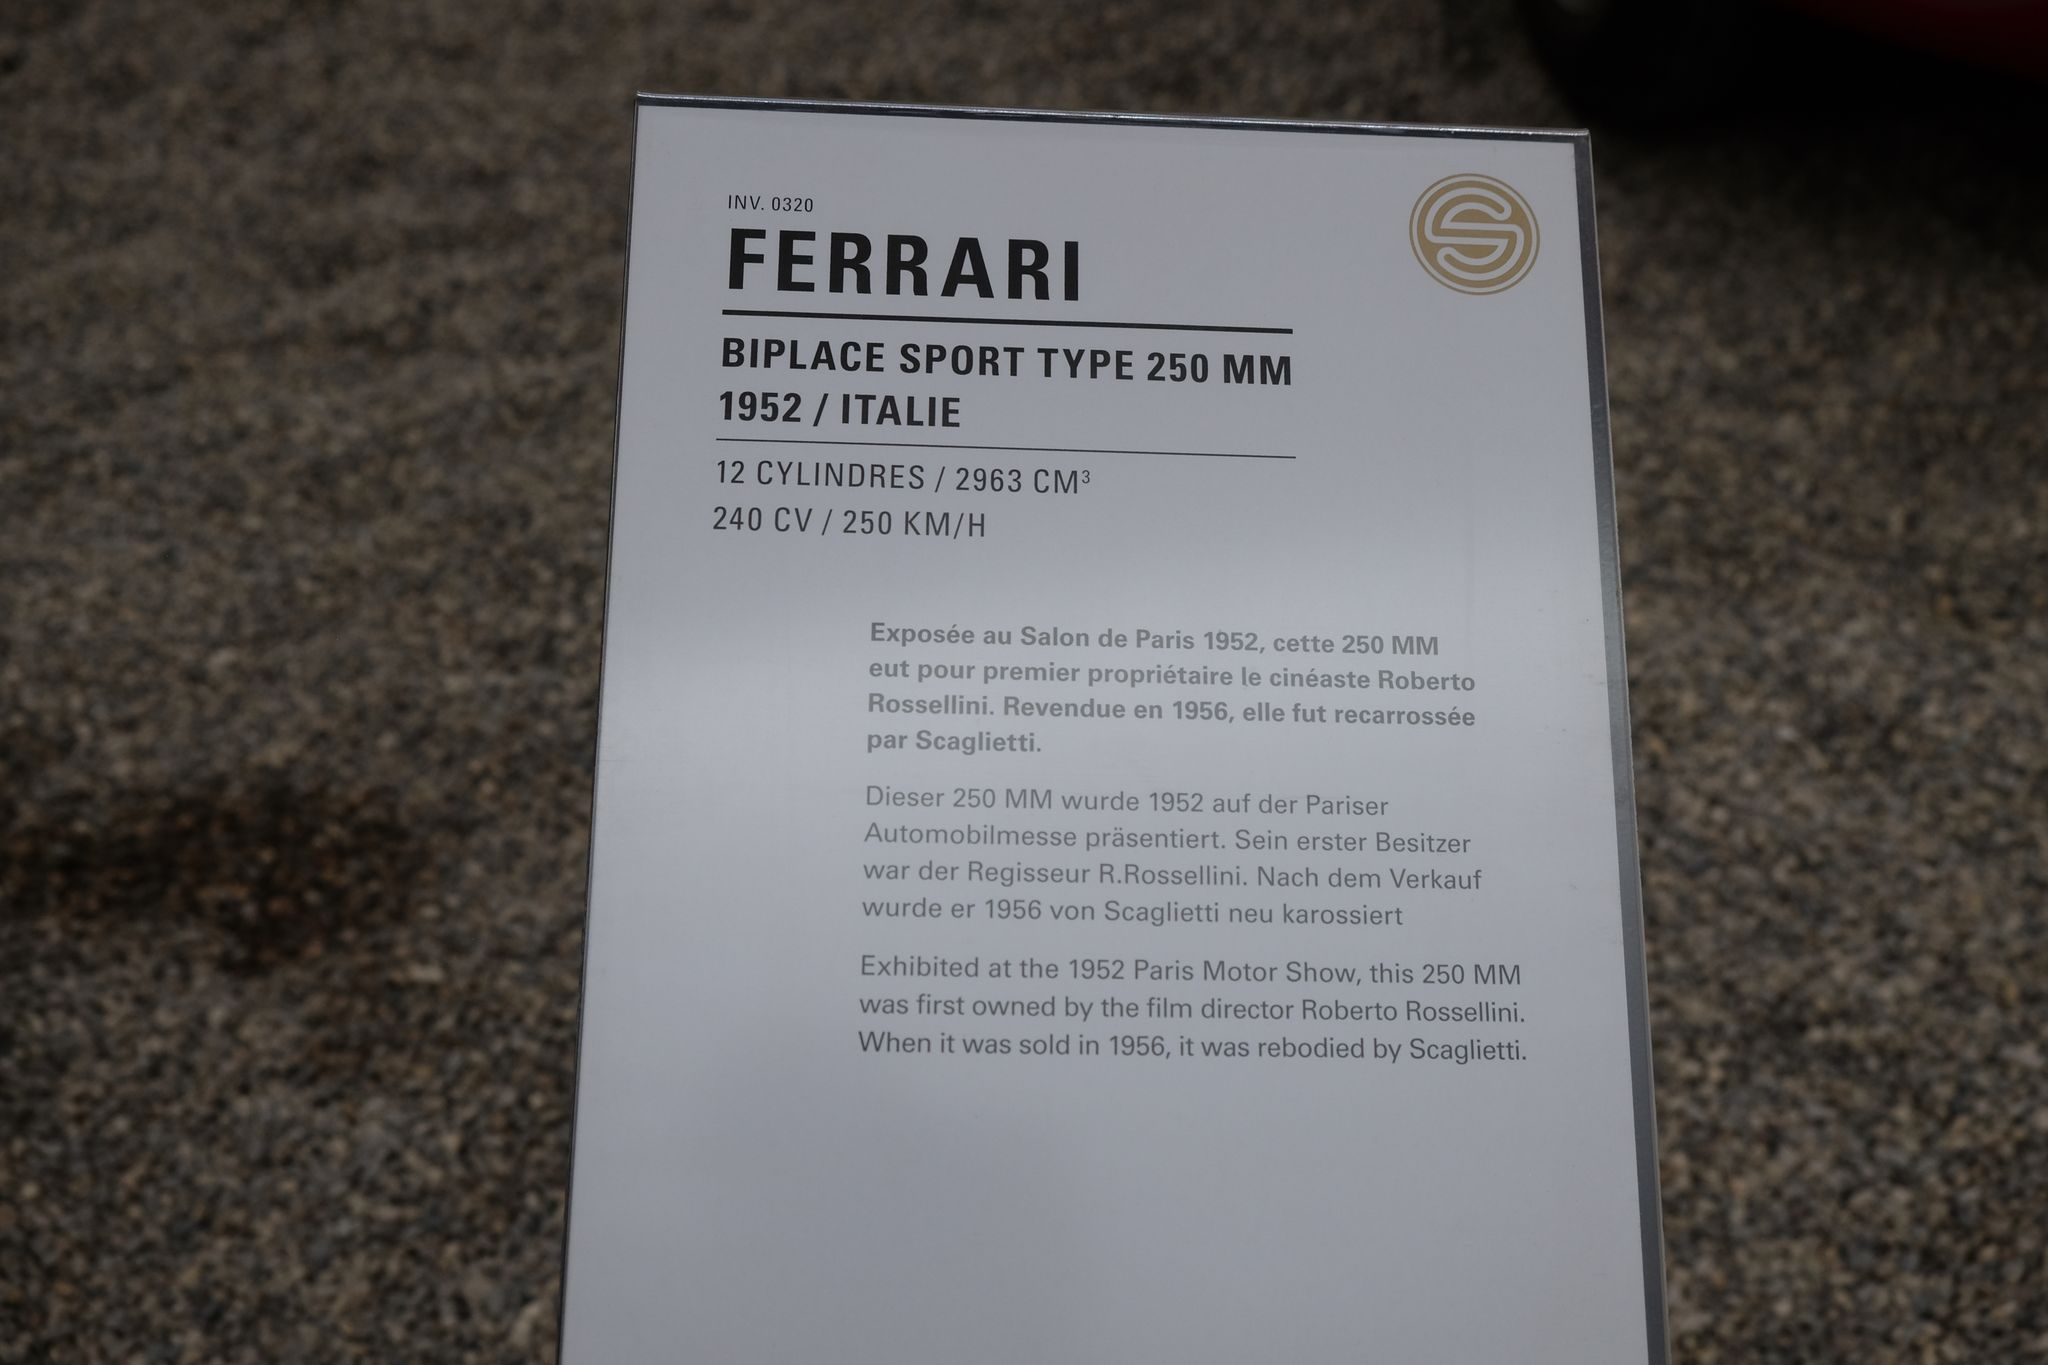 INV. 0320
FERRARI
BIPLACE SPORT TYPE 250 MM
1952 / ITALIE
12 CYLINDRES / 2963 CM³
240 CV / 250 KM/H
Exposée au Salon de Paris 1952, cette 250 MM
eut pour premier propriétaire le cinéaste Roberto
Rossellini. Revendue en 1956, elle fut recarrossée
par Scaglietti.
Dieser 250 MM wurde 1952 auf der Pariser
Automobilmesse präsentiert. Sein erster Besitzer
war der Regisseur R.Rossellini. Nach dem Verkauf
wurde er 1956 von Scaglietti neu karossiert
Exhibited at the 1952 Paris Motor Show, this 250 MM
was first owned by the film director Roberto Rossellini.
When it was sold in 1956, it was rebodied by Scaglietti.